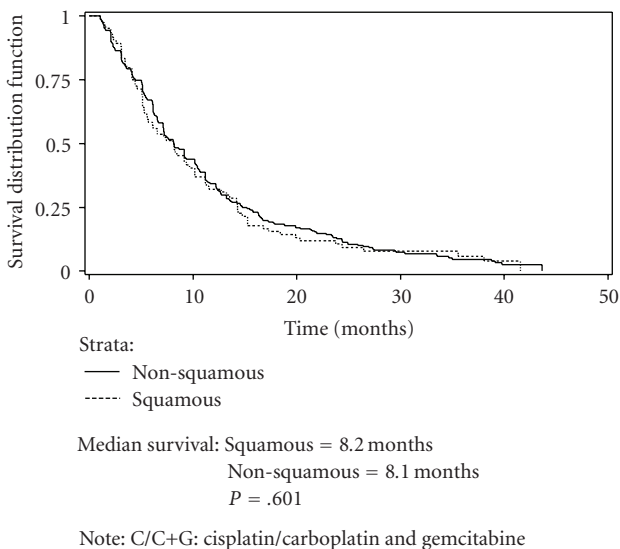 Survival distribution function
1
0.75
0.5
0.25
0
0 10 20 30 40 50
Time (months)
Strata:
Non-squamous
Squamous
Median survival: Squamous = 8.2 months
Non-squamous = 8.1 months
P = .601
Note: C/C+G: cisplatin/carboplatin and gemcitabine